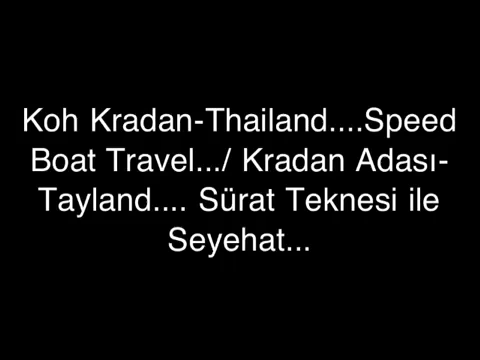 Koh Kradan-Thailand....Speed
Boat Travel.../ Kradan Adası-
Tayland.... Sürat Teknesi ile
Seyehat...